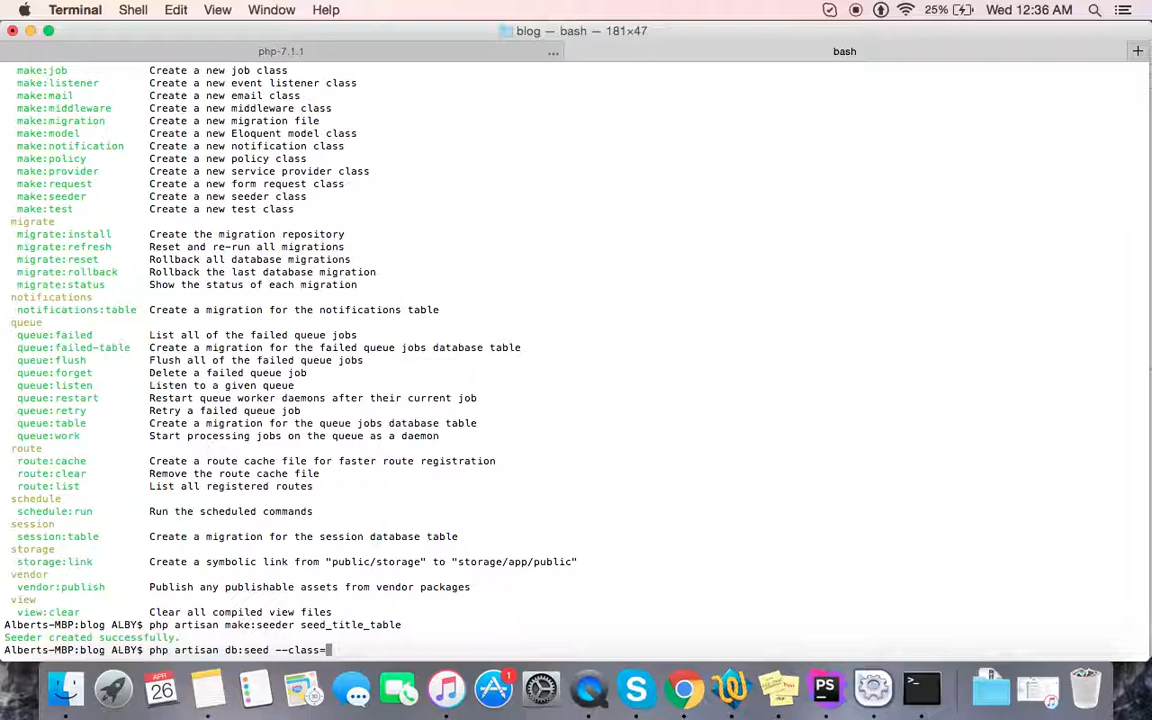 Terminal Shell Edit View Window Help 25% Wed 12:36 AM
blog — bash — 181×47
php-7.1.1 ... bash +
make:job Create a new job class
make:listener Create a new event listener class
make:mail Create a new email class
make:middleware Create a new middleware class
make:migration Create a new migration file
make:model Create a new Eloquent model class
make:notification Create a new notification class
make:policy Create a new policy class
make:provider Create a new service provider class
make:request Create a new form request class
make:seeder Create a new seeder class
make:test Create a new test class
migrate
migrate:install Create the migration repository
migrate:refresh Reset and re-run all migrations
migrate:reset Rollback all database migrations
migrate:rollback Rollback the last database migration
migrate:status Show the status of each migration
notifications
notifications:table Create a migration for the notifications table
queue
queue:failed List all of the failed queue jobs
queue:failed-table Create a migration for the failed queue jobs database table
queue:flush Flush all of the failed queue jobs
queue:forget Delete a failed queue job
queue:listen Listen to a given queue
queue:restart Restart queue worker daemons after their current job
queue:retry Retry a failed queue job
queue:table Create a migration for the queue jobs database table
queue:work Start processing jobs on the queue as a daemon
route
route:cache Create a route cache file for faster route registration
route:clear Remove the route cache file
route:list List all registered routes
schedule
schedule:run Run the scheduled commands
session
session:table Create a migration for the session database table
storage
storage:link Create a symbolic link from "public/storage" to "storage/app/public"
vendor
vendor:publish Publish any publishable assets from vendor packages
view
view:clear Clear all compiled view files
Alberts-MBP:blog ALBY$ php artisan make:seeder seed_title_table
Seeder created successfully.
Alberts-MBP:blog ALBY$ php artisan db:seed --class=
APR
26
1
PS
>_